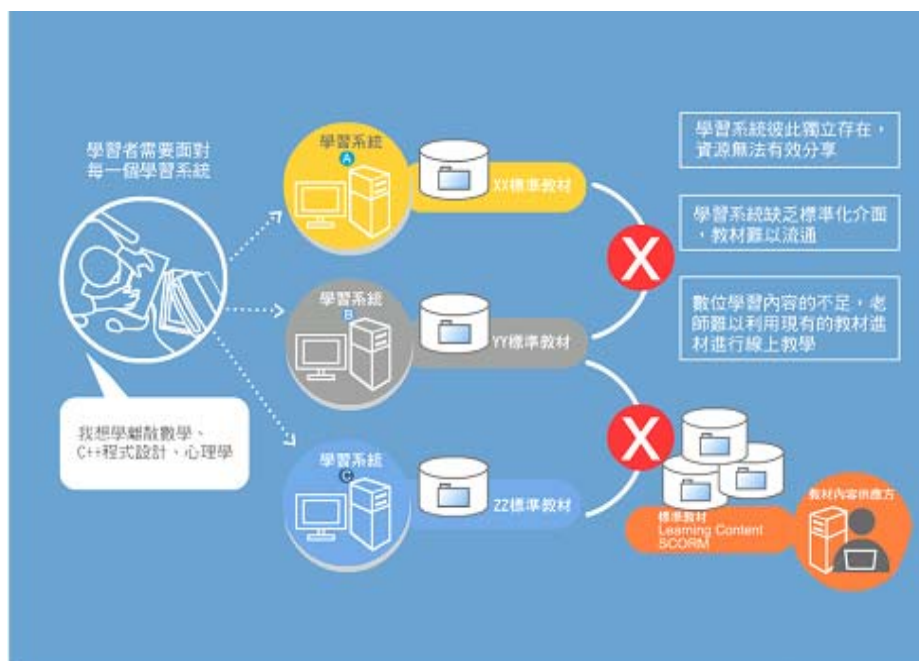 學習者需要面對
每一個學習系統
我想學離散數學、
C++程式設計、心理學
學習系統
A
XX標準教材
學習系統
B
YY標準教材
學習系統
C
ZZ標準教材
X
X
學習系統彼此獨立存在，
資源無法有效分享
學習系統缺乏標準化介面
，教材難以流通
數位學習內容的不足，老
師難以利用現有的教材進
材進行線上教學
標準教材
Learning Content
SCORM
教材內容供應方